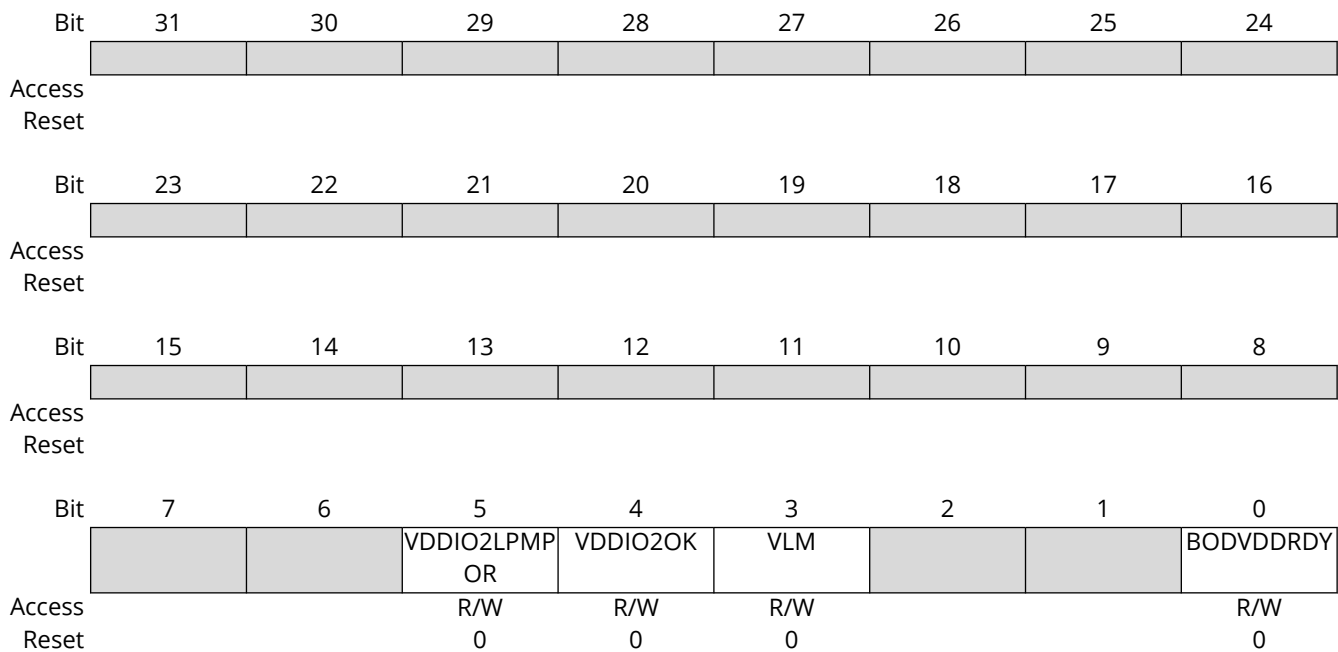 Bit 31 30 29 28 27 26 25 24
Access
Reset
Bit 23 22 21 20 19 18 17 16
Access
Reset
Bit 15 14 13 12 11 10 9 8
Access
Reset
Bit 7 6 5 4 3 2 1 0
VDDIO2LPMP VDDIO2OK VLM BODVDDRDY
OR
Access R/W R/W R/W R/W
Reset 0 0 0 0